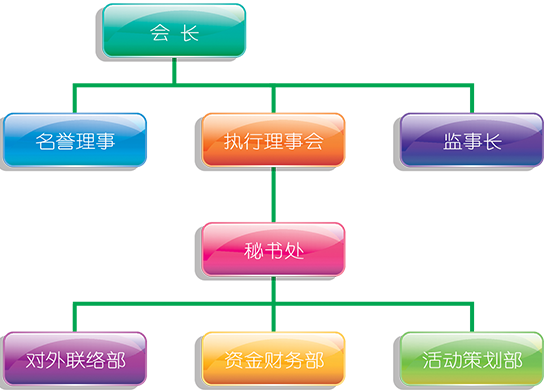 会 长
名誉理事
执行理事会
监事长
秘书处
对外联络部
资金财务部
活动策划部